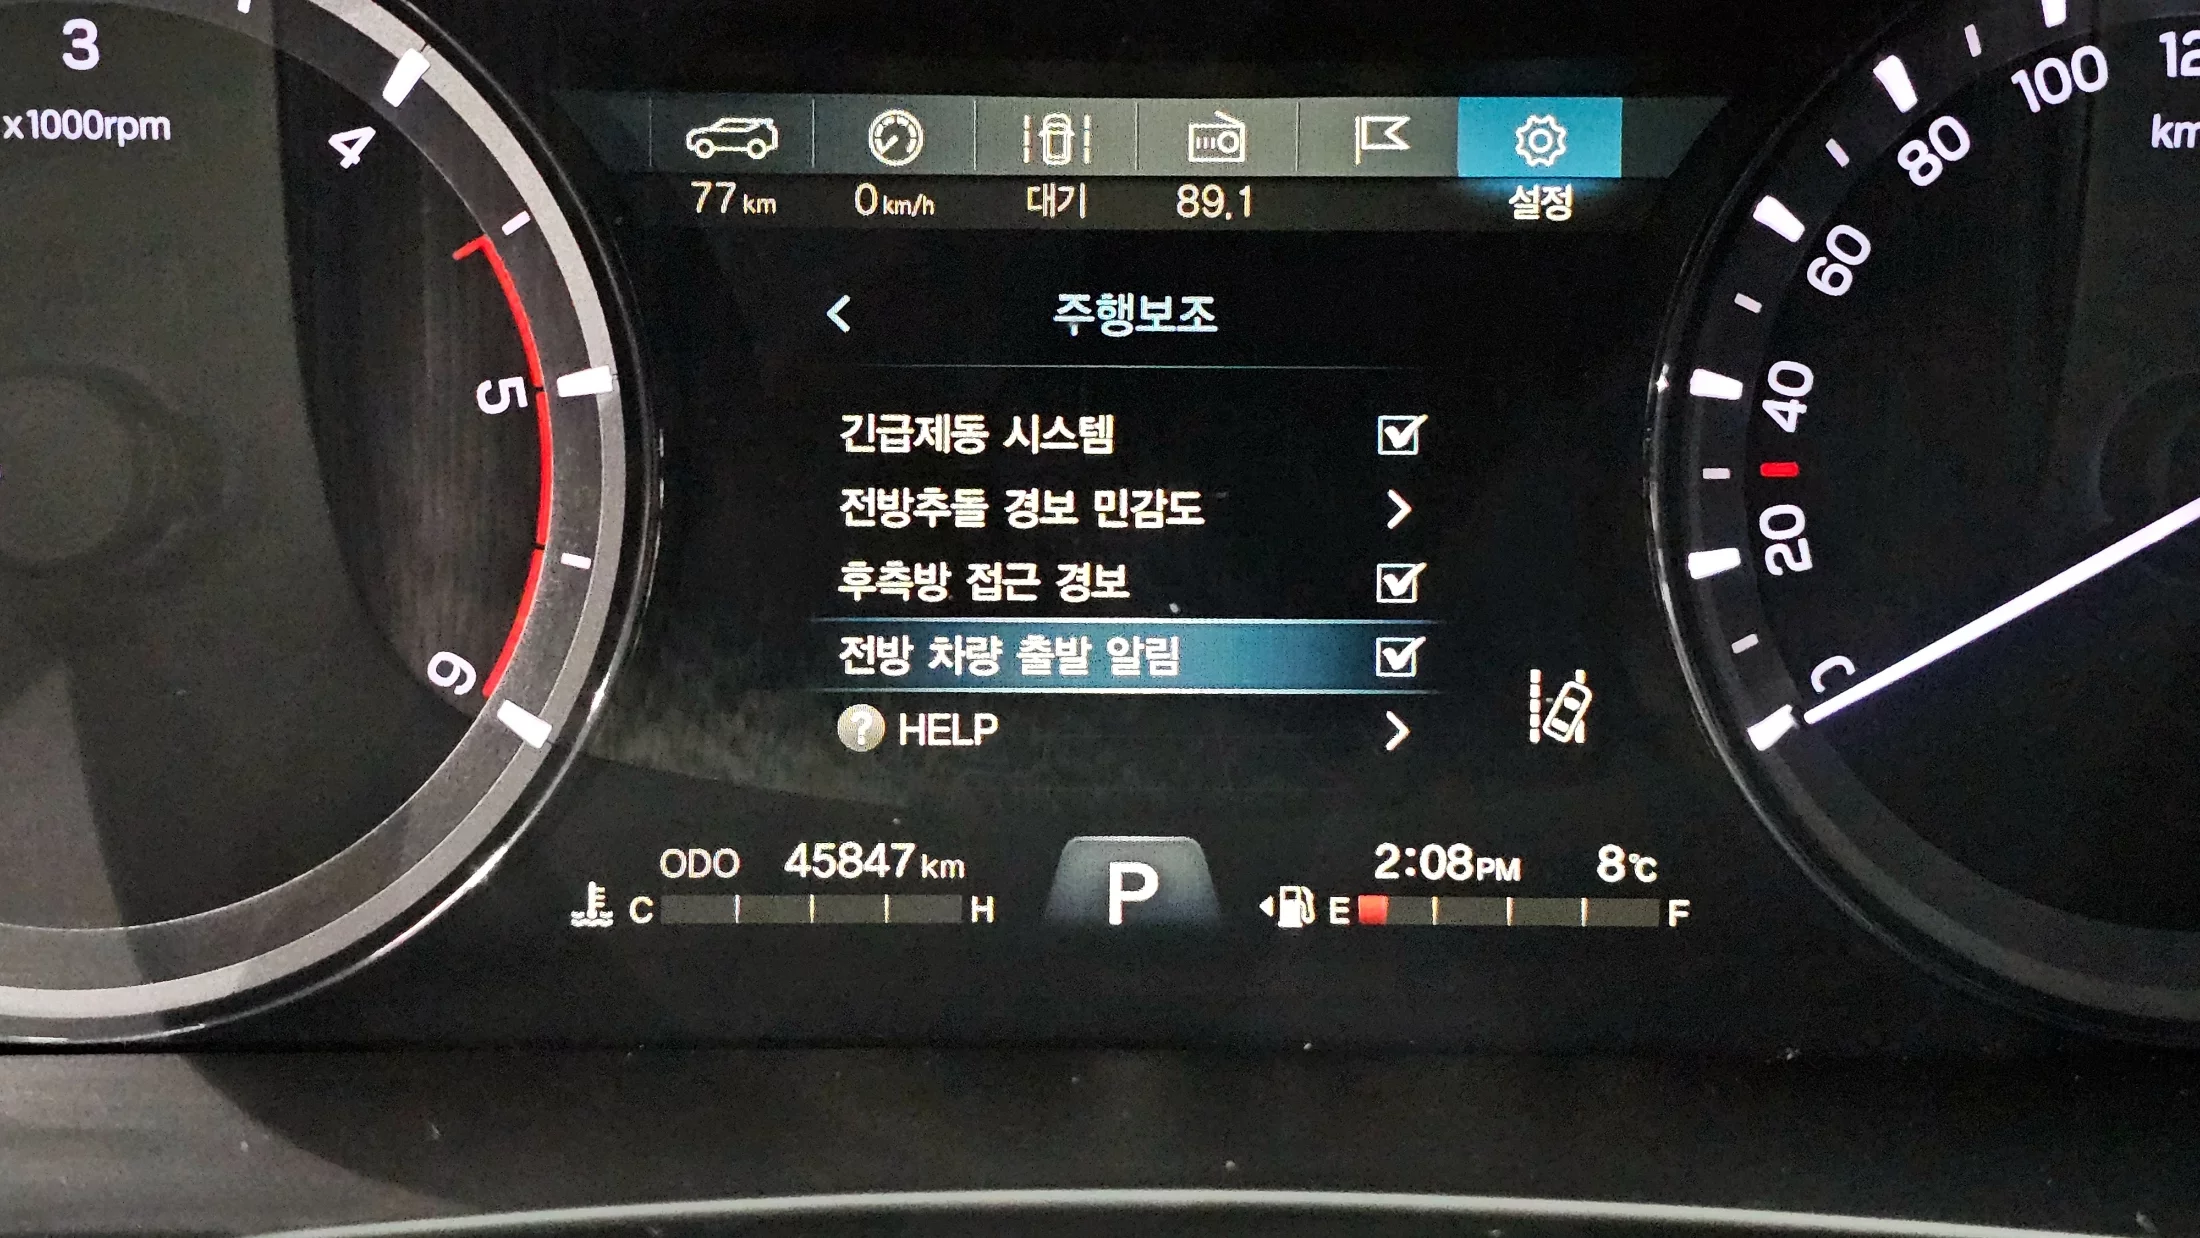 3
x1000rpm
4
5
6
77 km
0 km/h
대기
89.1
설정
주행보조
긴급제동 시스템
전방추돌 경보 민감도
후측방 접근 경보
전방 차량 출발 알림
? HELP
ODO 45847 km
C H
P
2:08 PM 8℃
E F
100
80
60
40
20